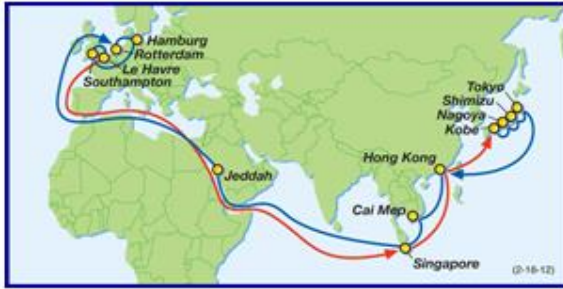 Hamburg
Rotterdam
Le Havre
Southampton
Tokyo
Shimizu
Nagoya
Kobe
Hong Kong
Jeddah
Cai Mep
Singapore
(2-16-12)